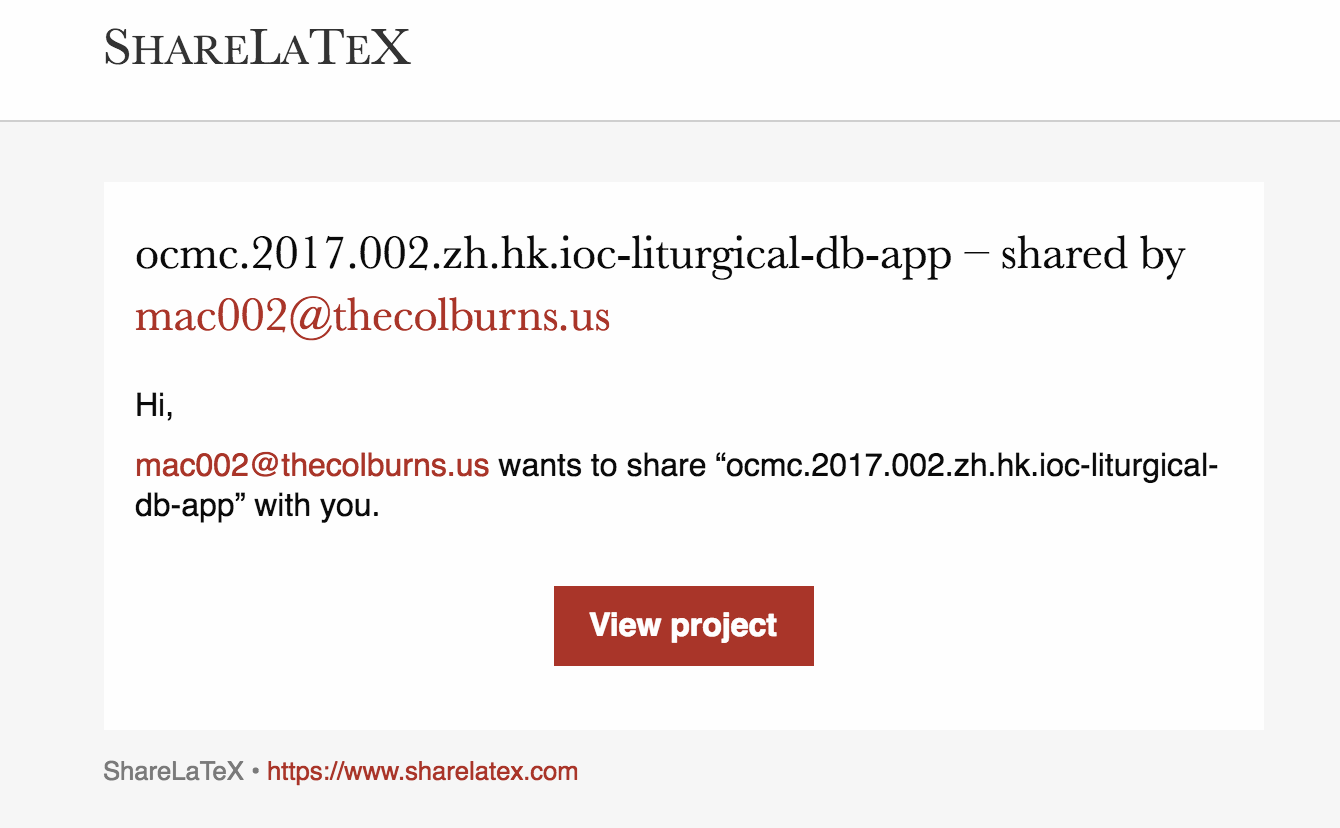 SHARELATEX
ocmc.2017.002.zh.hk.ioc-liturgical-db-app – shared by
mac002@thecolburns.us
Hi,
mac002@thecolburns.us wants to share “ocmc.2017.002.zh.hk.ioc-liturgical-
db-app” with you.
View project
ShareLaTeX • https://www.sharelatex.com